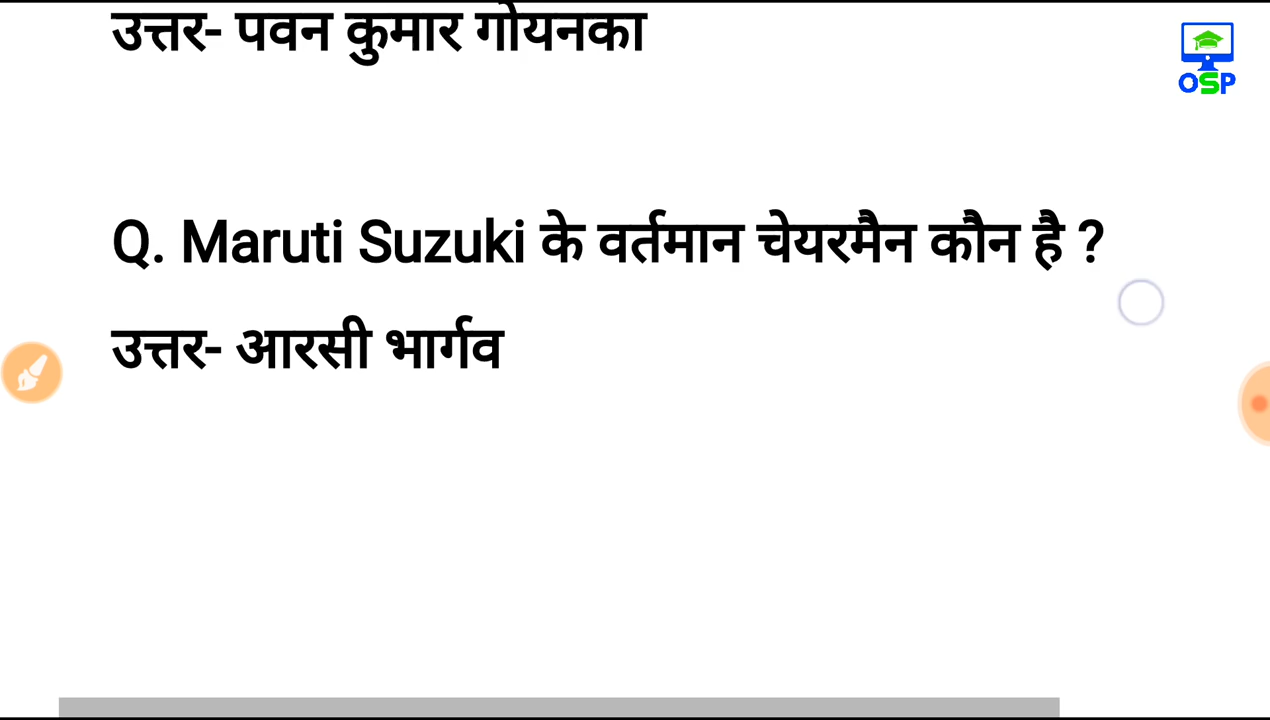 उत्तर- पवन कुमार गोयनका
OSP
Q. Maruti Suzuki के वर्तमान चेयरमैन कौन है ?
उत्तर- आरसी भार्गव